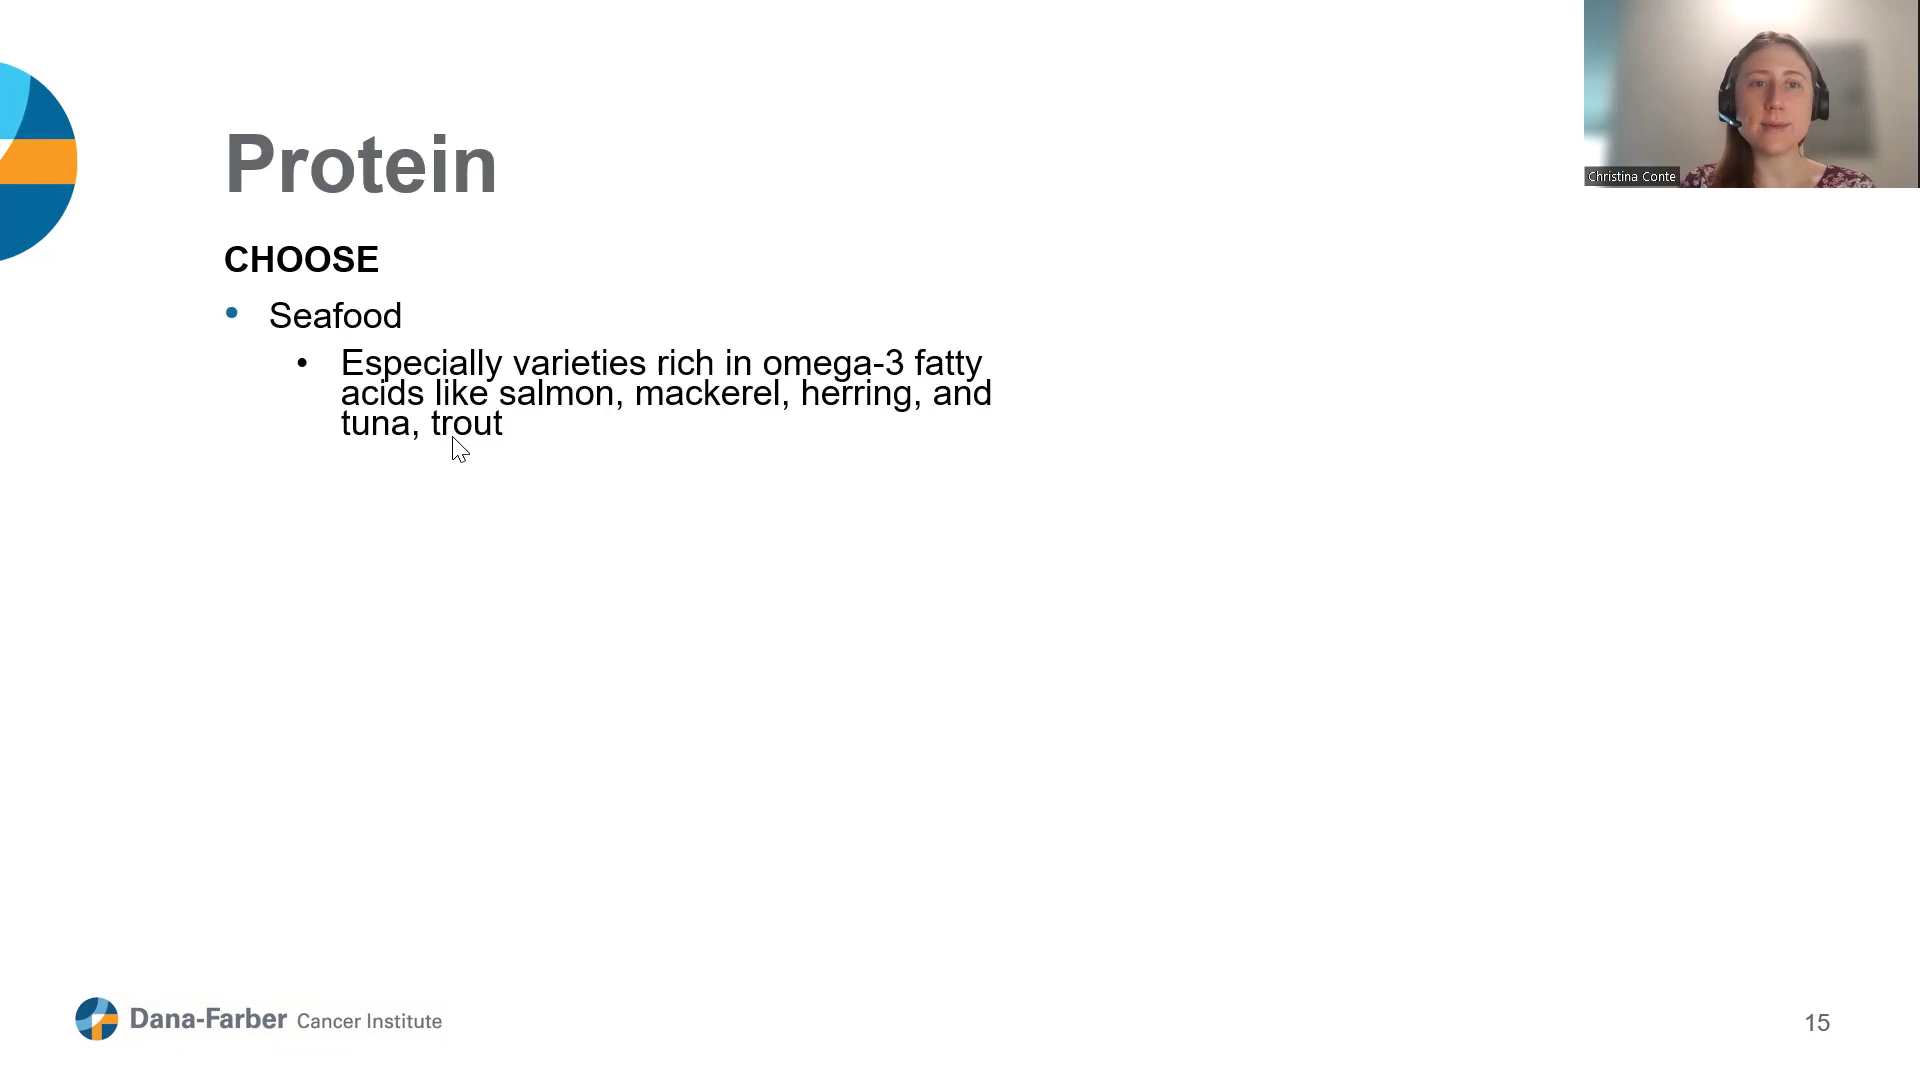 Christina Conte
Protein
CHOOSE
• Seafood
• Especially varieties rich in omega-3 fatty
acids like salmon, mackerel, herring, and
tuna, trout
Dana-Farber Cancer Institute
15